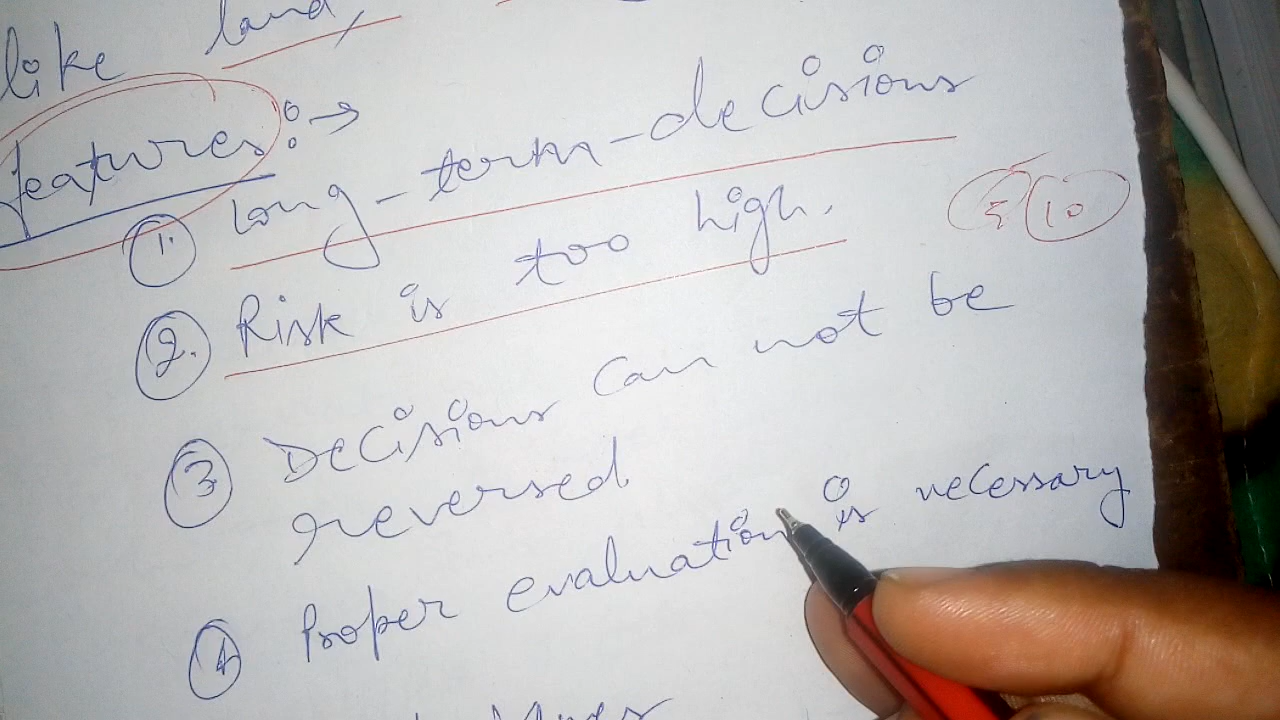 like land,
features :→
1. long-term-decisions
2. Risk is too high.
5 10
3 Decisions can not be
reversed.
4 Proper evaluation is necessary